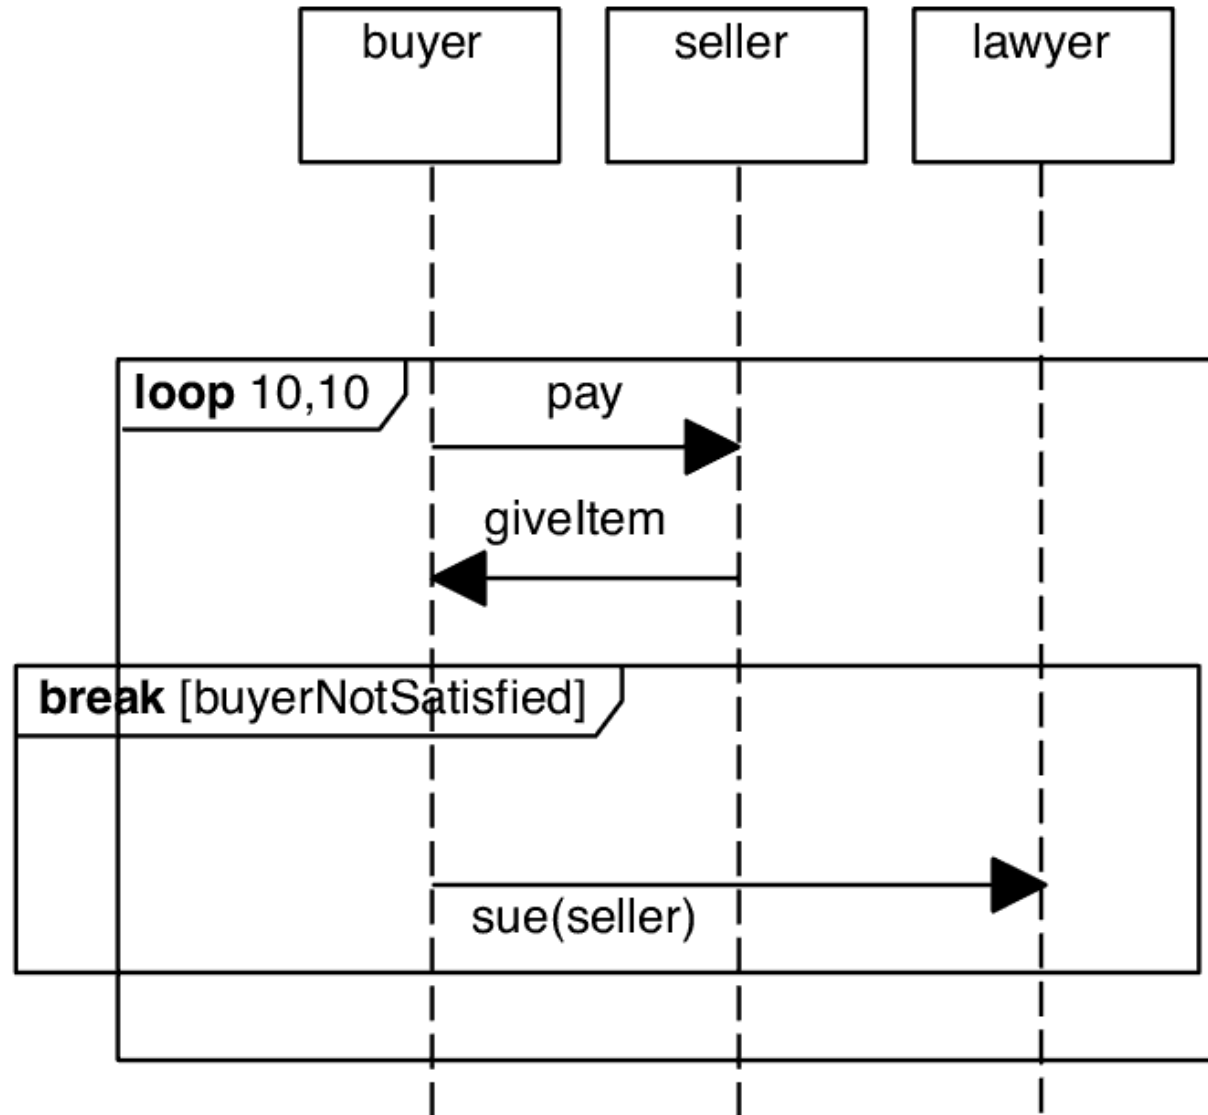 buyer
seller
lawyer
loop 10,10
pay
giveItem
break [buyerNotSatisfied]
sue(seller)